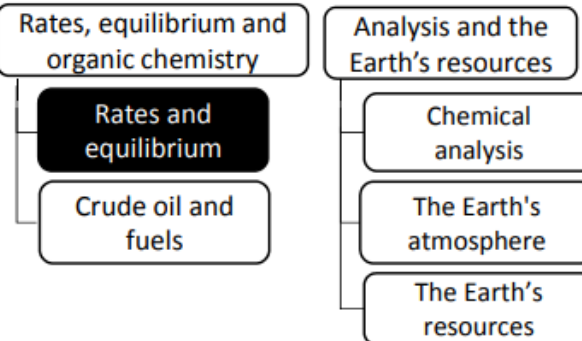 Rates, equilibrium and
organic chemistry
Rates and
equilibrium
Crude oil and
fuels
Analysis and the
Earth’s resources
Chemical
analysis
The Earth's
atmosphere
The Earth’s
resources